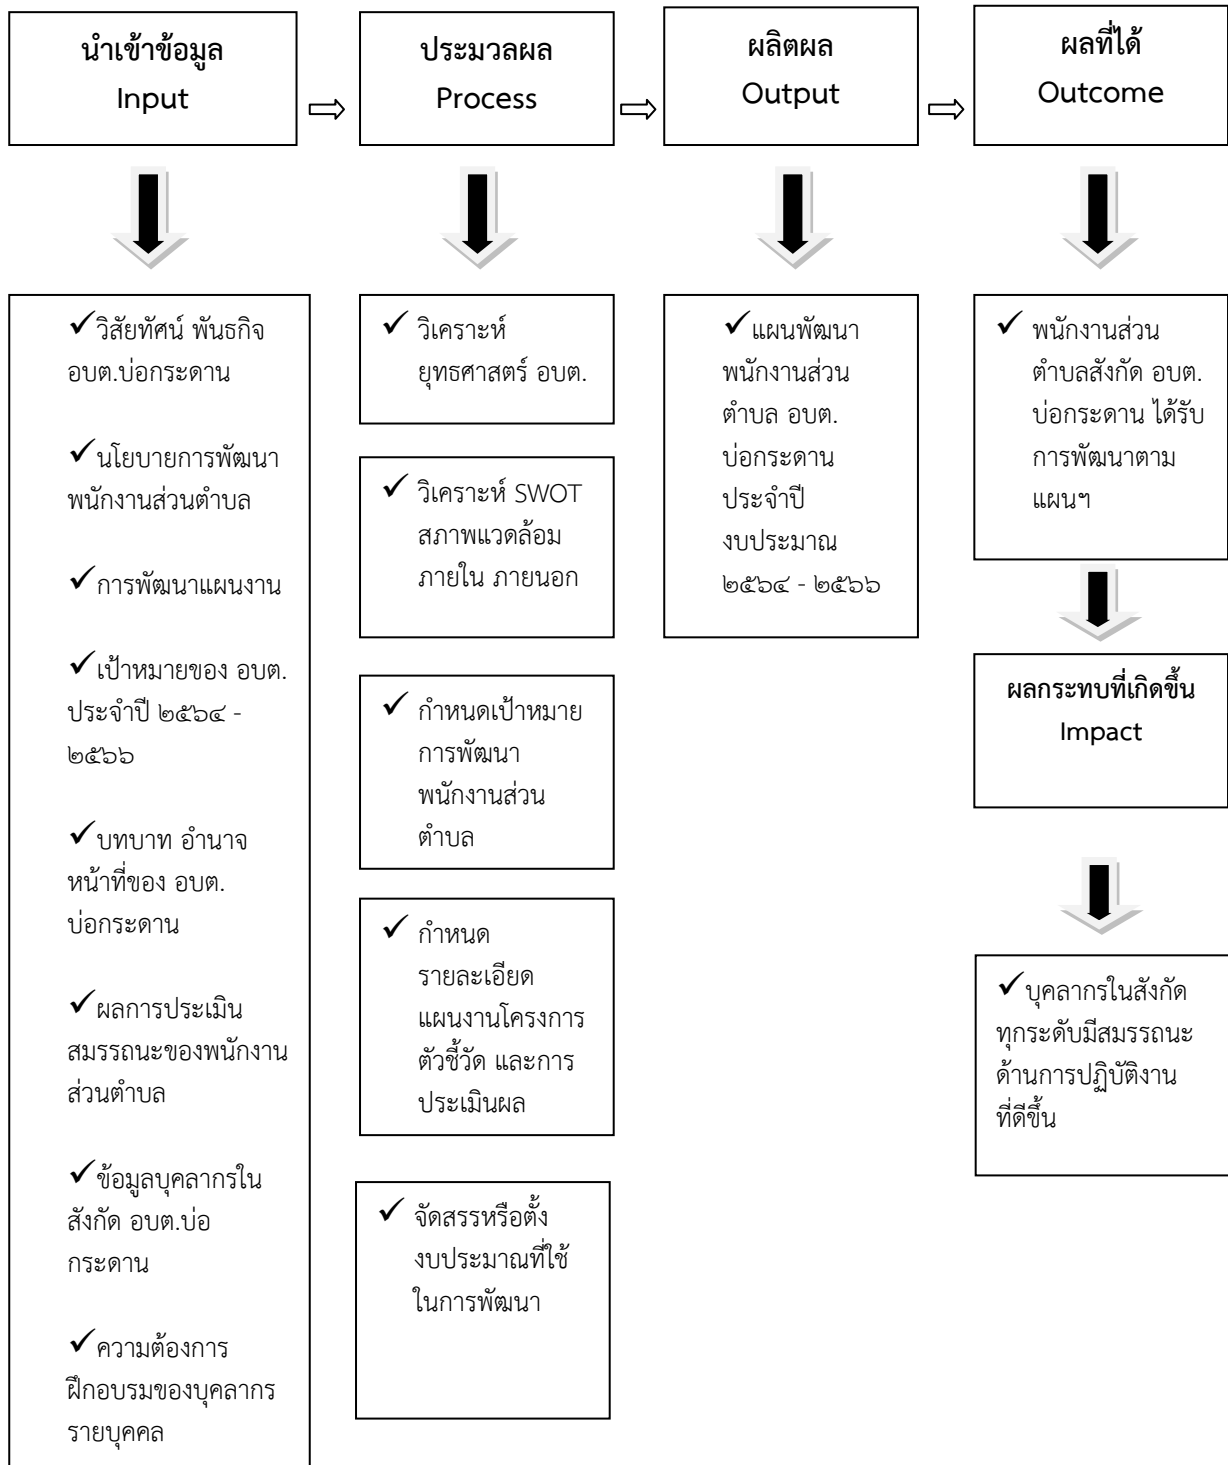 นำเข้าข้อมูล
Input
ประมวลผล
Process
ผลิตผล
Output
ผลที่ได้
Outcome
✓วิสัยทัศน์ พันธกิจ
อบต.บ่อกระดาน
✓นโยบายการพัฒนา
พนักงานส่วนตำบล
✓การพัฒนาแผนงาน
✓เป้าหมายของ อบต.
ประจำปี ๒๕๖๔ -
๒๕๖๖
✓บทบาท อำนาจ
หน้าที่ของ อบต.
บ่อกระดาน
✓ผลการประเมิน
สมรรถนะของพนักงาน
ส่วนตำบล
✓ข้อมูลบุคลากรใน
สังกัด อบต.บ่อ
กระดาน
✓ความต้องการ
ฝึกอบรมของบุคลากร
รายบุคคล
✓ วิเคราะห์
ยุทธศาสตร์ อบต.
✓ วิเคราะห์ SWOT
สภาพแวดล้อม
ภายใน ภายนอก
✓ กำหนดเป้าหมาย
การพัฒนา
พนักงานส่วน
ตำบล
✓ กำหนด
รายละเอียด
แผนงานโครงการ
ตัวชี้วัด และการ
ประเมินผล
✓ จัดสรรหรือตั้ง
งบประมาณที่ใช้
ในการพัฒนา
✓แผนพัฒนา
พนักงานส่วน
ตำบล อบต.
บ่อกระดาน
ประจำปี
งบประมาณ
๒๕๖๔ - ๒๕๖๖
✓ พนักงานส่วน
ตำบลสังกัด อบต.
บ่อกระดาน ได้รับ
การพัฒนาตาม
แผนฯ
ผลกระทบที่เกิดขึ้น
Impact
✓บุคลากรในสังกัด
ทุกระดับมีสมรรถนะ
ด้านการปฏิบัติงาน
ที่ดีขึ้น